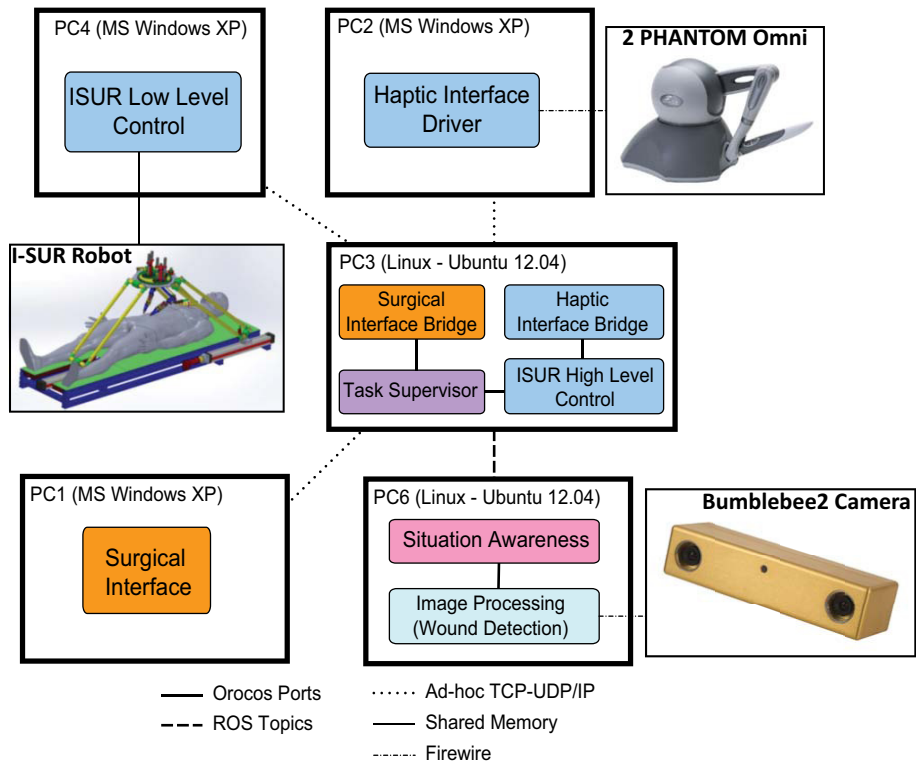 PC4 (MS Windows XP)
ISUR Low Level
Control
PC2 (MS Windows XP)
Haptic Interface
Driver
2 PHANTOM Omni
I-SUR Robot
PC3 (Linux - Ubuntu 12.04)
Surgical
Interface Bridge
Haptic
Interface Bridge
Task Supervisor
ISUR High Level
Control
PC1 (MS Windows XP)
Surgical
Interface
PC6 (Linux - Ubuntu 12.04)
Situation Awareness
Image Processing
(Wound Detection)
Bumblebee2 Camera
Orocos Ports
ROS Topics
Ad-hoc TCP-UDP/IP
Shared Memory
Firewire